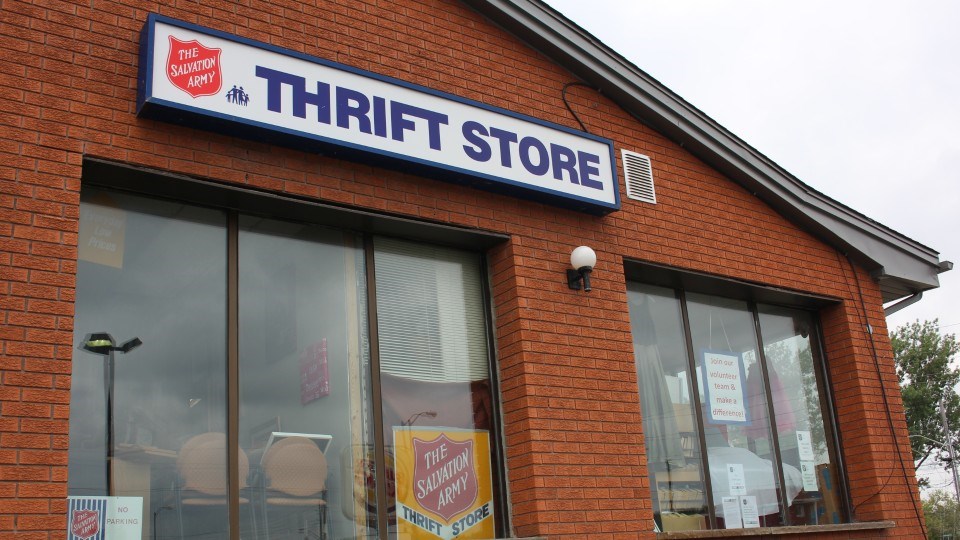 THE
SALVATION
ARMY
THRIFT STORE
Join our
volunteer
team &
make a
difference!
THE
SALVATION
ARMY
THRIFT STORE
NO
PARKING